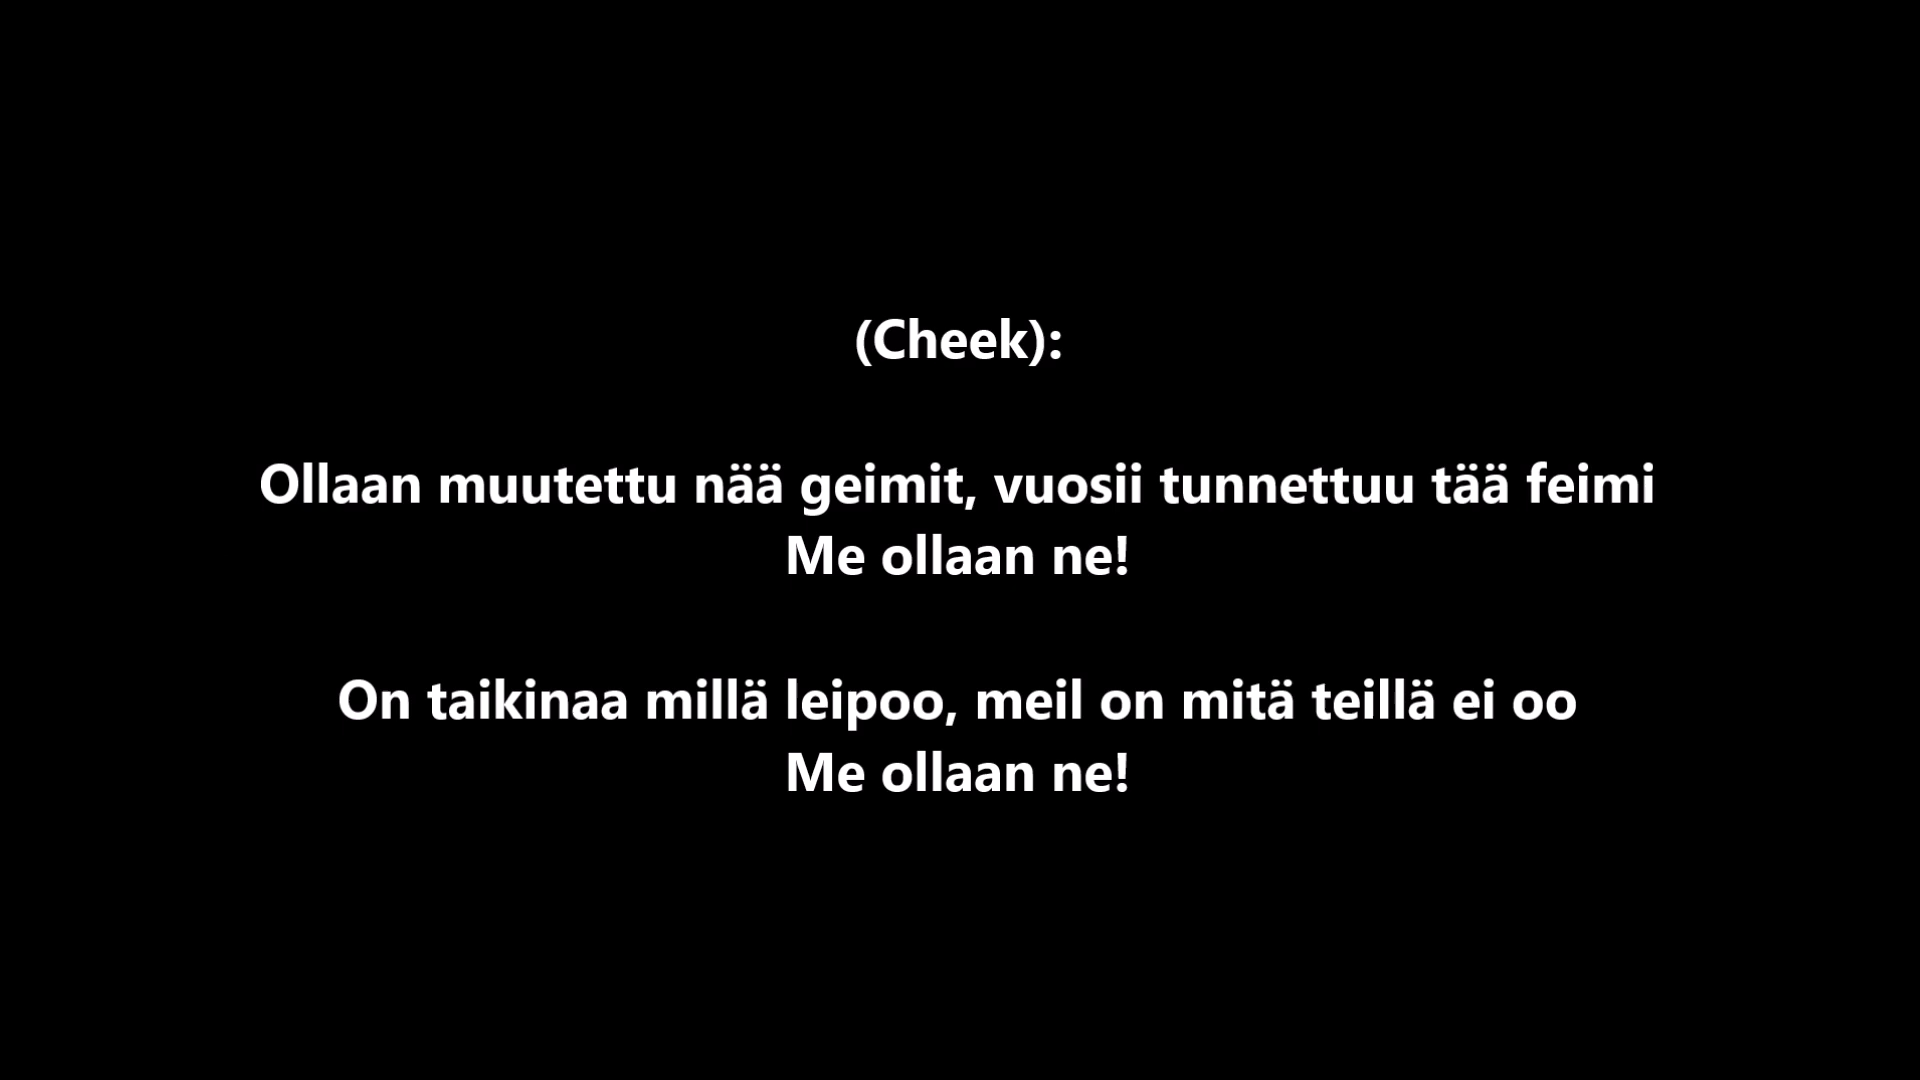 (Cheek):
Ollaan muutettu nää geimit, vuosii tunnettuu tää feimi
Me ollaan ne!
On taikinaa millä leipoo, meil on mitä teillä ei oo
Me ollaan ne!